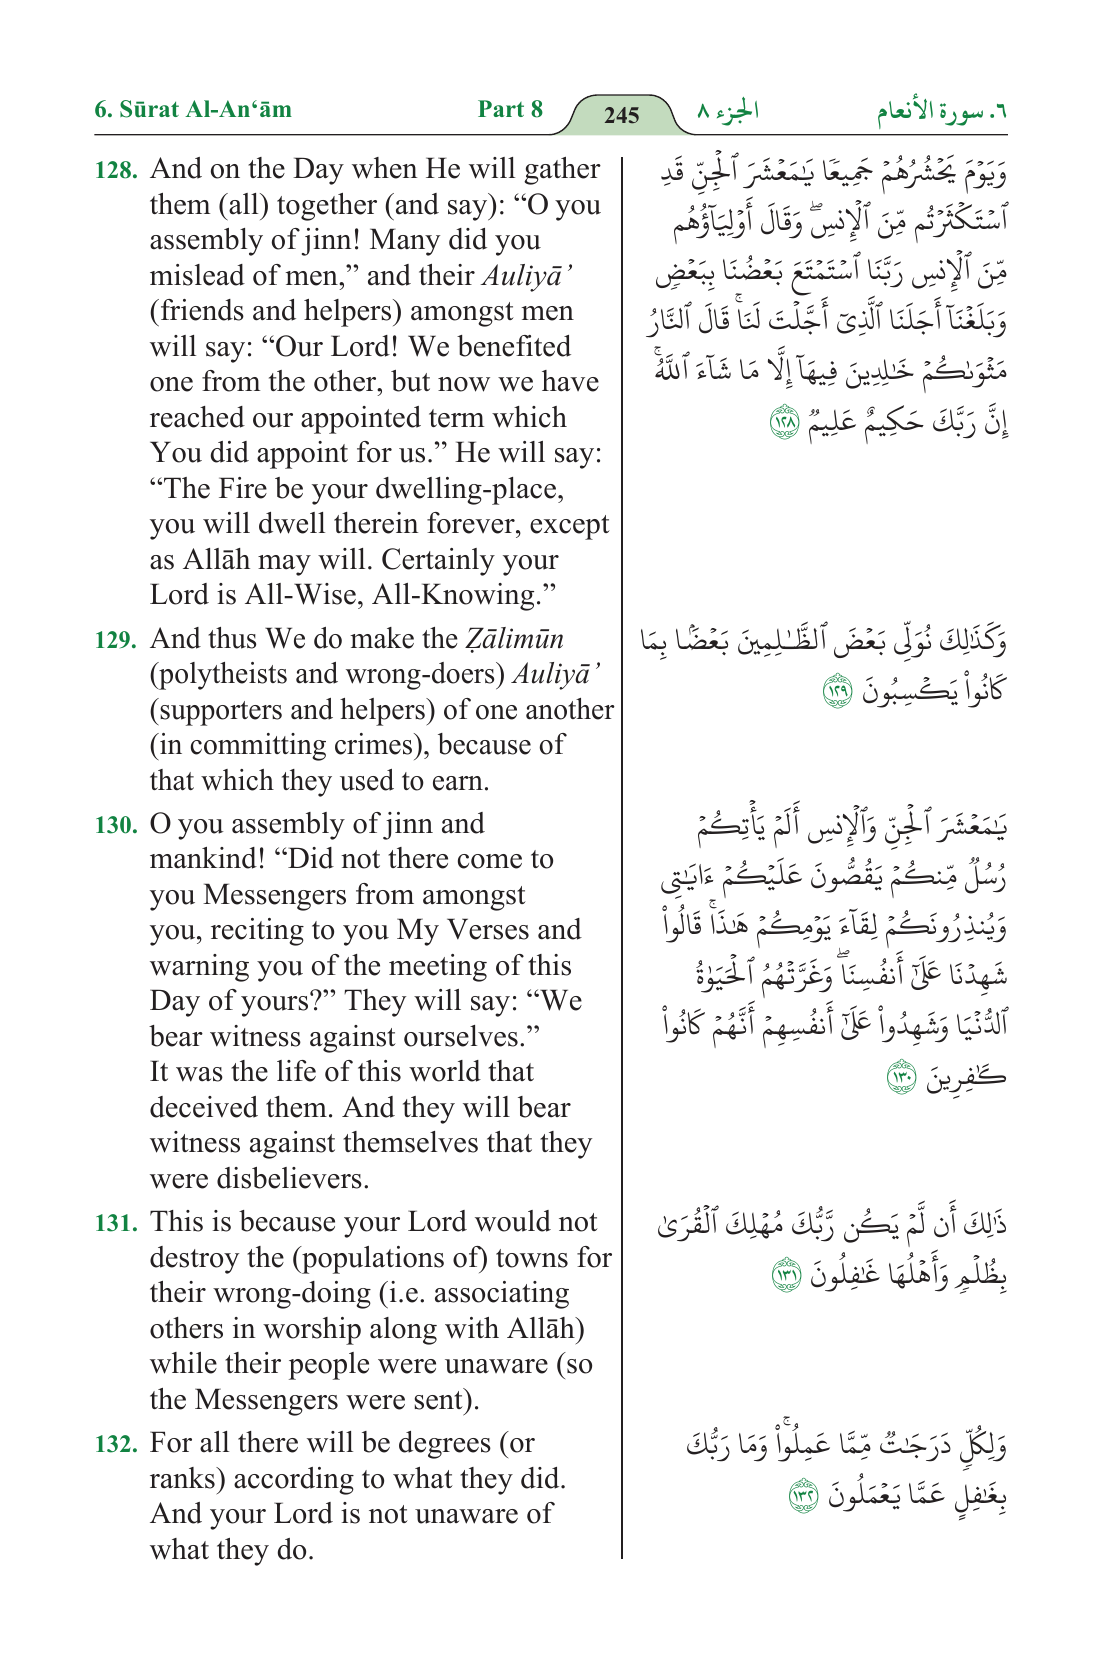 6. Sūrat Al-An‘ām Part 8 245 الجزء ٨ ٦. سورة الأنعام
128. And on the Day when He will gather
them (all) together (and say): “O you
assembly of jinn! Many did you
mislead of men,” and their Auliyā’
(friends and helpers) amongst men
will say: “Our Lord! We benefited
one from the other, but now we have
reached our appointed term which
You did appoint for us.” He will say:
“The Fire be your dwelling-place,
you will dwell therein forever, except
as Allāh may will. Certainly your
Lord is All-Wise, All-Knowing.”
129. And thus We do make the Ẓālimūn
(polytheists and wrong-doers) Auliyā’
(supporters and helpers) of one another
(in committing crimes), because of
that which they used to earn.
130. O you assembly of jinn and
mankind! “Did not there come to
you Messengers from amongst
you, reciting to you My Verses and
warning you of the meeting of this
Day of yours?” They will say: “We
bear witness against ourselves.”
It was the life of this world that
deceived them. And they will bear
witness against themselves that they
were disbelievers.
131. This is because your Lord would not
destroy the (populations of) towns for
their wrong-doing (i.e. associating
others in worship along with Allāh)
while their people were unaware (so
the Messengers were sent).
132. For all there will be degrees (or
ranks) according to what they did.
And your Lord is not unaware of
what they do.
وَيَوْمَ يَحْشُرُهُمْ جَمِيعًا يَـٰمَعْشَرَ ٱلْجِنِّ قَدِ
ٱسْتَكْثَرْتُم مِّنَ ٱلْإِنسِ ۖ وَقَالَ أَوْلِيَآؤُهُم
مِّنَ ٱلْإِنسِ رَبَّنَا ٱسْتَمْتَعَ بَعْضُنَا بِبَعْضٍ
وَبَلَغْنَآ أَجَلَنَا ٱلَّذِىٓ أَجَّلْتَ لَنَا ۚ قَالَ ٱلنَّارُ
مَثْوَىٰكُمْ خَـٰلِدِينَ فِيهَآ إِلَّا مَا شَآءَ ٱللَّهُ ۗ
إِنَّ رَبَّكَ حَكِيمٌ عَلِيمٌ ١٢٨
وَكَذَٰلِكَ نُوَلِّى بَعْضَ ٱلظَّـٰلِمِينَ بَعْضًۢا بِمَا
كَانُوا۟ يَكْسِبُونَ ١٢٩
يَـٰمَعْشَرَ ٱلْجِنِّ وَٱلْإِنسِ أَلَمْ يَأْتِكُمْ
رُسُلٌ مِّنكُمْ يَقُصُّونَ عَلَيْكُمْ ءَايَـٰتِى
وَيُنذِرُونَكُمْ لِقَآءَ يَوْمِكُمْ هَـٰذَا ۚ قَالُوا۟
شَهِدْنَا عَلَىٰٓ أَنفُسِنَا ۖ وَغَرَّتْهُمُ ٱلْحَيَوٰةُ
ٱلدُّنْيَا وَشَهِدُوا۟ عَلَىٰٓ أَنفُسِهِمْ أَنَّهُمْ كَانُوا۟
كَـٰفِرِينَ ١٣٠
ذَٰلِكَ أَن لَّمْ يَكُن رَّبُّكَ مُهْلِكَ ٱلْقُرَىٰ
بِظُلْمٍ وَأَهْلُهَا غَـٰفِلُونَ ١٣١
وَلِكُلٍّ دَرَجَـٰتٌ مِّمَّا عَمِلُوا۟ ۚ وَمَا رَبُّكَ
بِغَـٰفِلٍ عَمَّا يَعْمَلُونَ ١٣٢